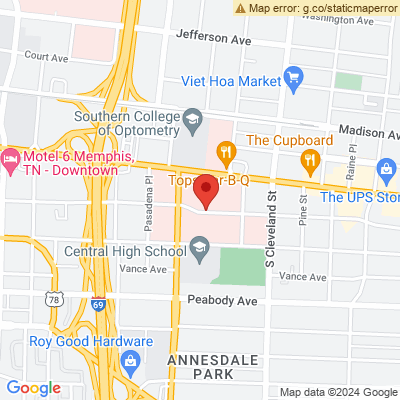 Map error: g.co/staticmaperror
Washington Ave
Jefferson Ave
Court Ave
Viet Hoa Market
Southern College
of Optometry
Madison Av
The Cupboard
Raine Pl
Motel 6 Memphis,
TN - Downtown
Tops Bar-B-Q
Pasadena Pl
The UPS Stor
Pine St
S Cleveland St
Central High School
Vance Ave
Vance Ave
78
69
Peabody Ave
Roy Good Hardware
ANNESDALE
PARK
Google
Map data ©2024 Google